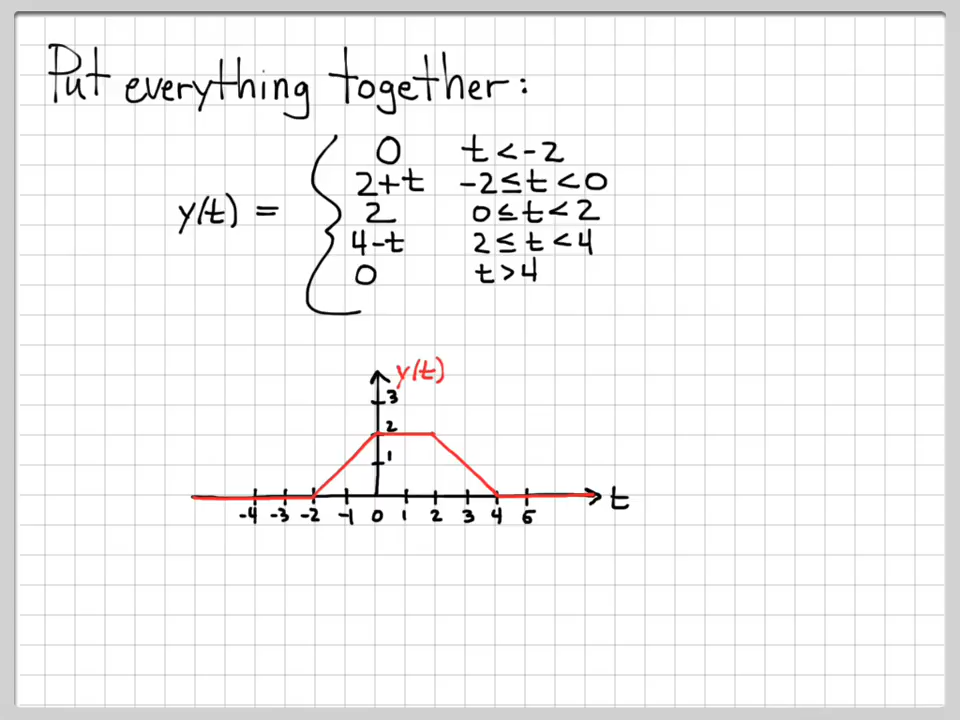 Put everything together:
0 t < -2
2+t -2 ≤ t < 0
y(t) = 2 0 ≤ t < 2
4-t 2 ≤ t < 4
0 t > 4
y(t)
3
2
1
t
-4 -3 -2 -1 0 1 2 3 4 5